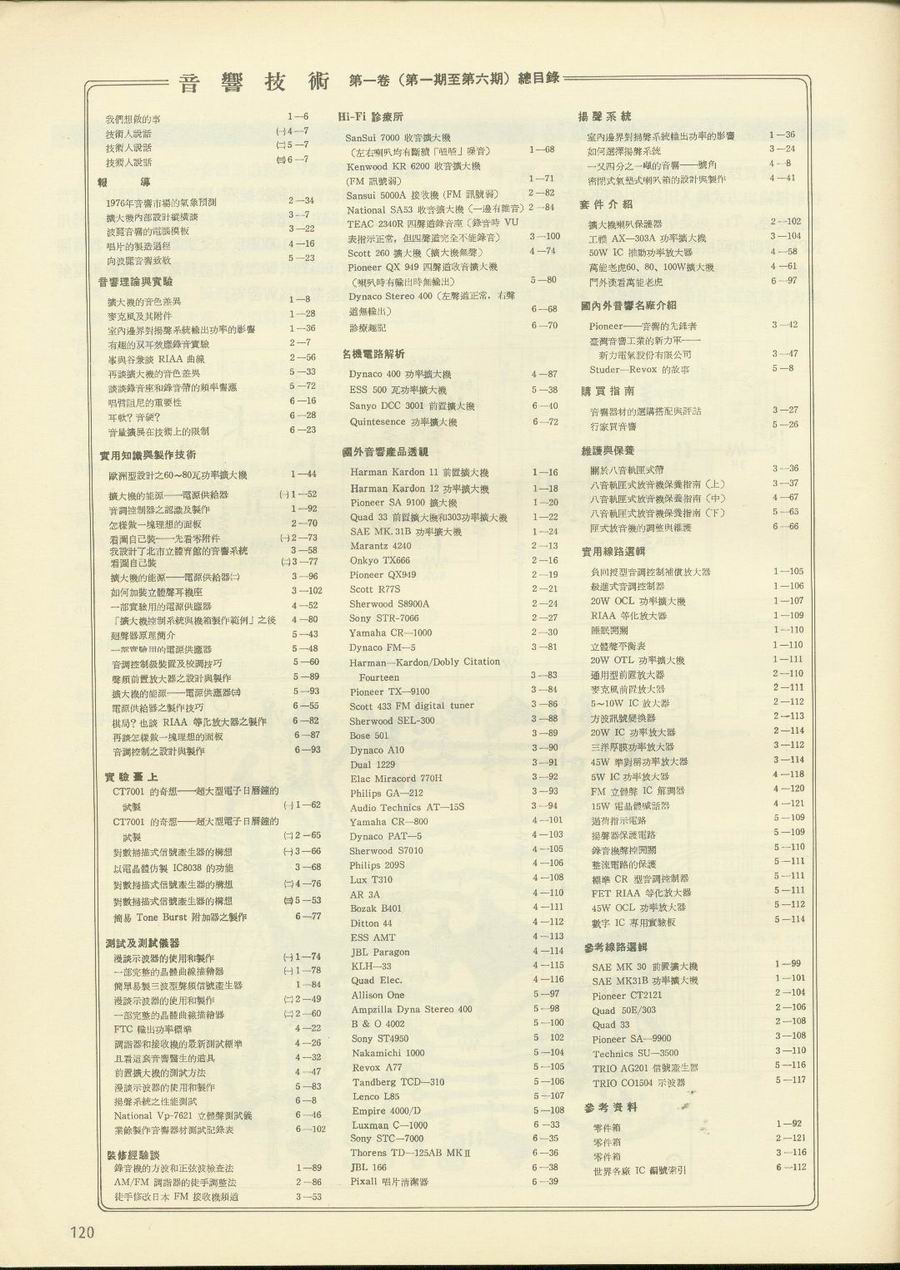 音響技術 第一卷（第一期至第六期）總目錄
我們想做的事 1—6
技術人說話 ㈠4—7
技術人說話 ㈡5—7
技術人說話 ㈢6—7
報導
1976年音響市場的氣象預測 2—34
擴大機內部設計縱橫談 3—7
波麗音響的電腦模板 3—22
唱片的製造過程 4—16
向波麗音響致敬 5—23
音響理論與實驗
擴大機的音色差異 1—8
麥克風及其附件 1—28
室內邊界對揚聲系統輸出功率的影響 1—36
有趣的双耳效應錄音實驗 2—7
峯與谷兼談 RIAA 曲線 2—56
再談擴大機的音色差異 5—33
談談錄音座和錄音帶的頻率響應 5—72
唱臂阻尼的重要性 6—16
耳軟？音硬？ 6—28
音量擴展在技術上的限制 6—23
實用知識與製作技術
歐洲型設計之60～80瓦功率擴大機 1—44
擴大機的能源——電源供給器 ㈠1—52
音調控制器之認識及製作 1—92
怎樣做一塊理想的面板 2—70
看圖自己裝——先看零附件 ㈠2—73
我設計了北市立體育館的音響系統 3—58
看圖自己裝 ㈡3—77
擴大機的能源——電源供給器㈡ 3—96
如何加裝立體聲耳機座 3—102
一部實驗用的電源供應器 4—52
「擴大機控制系統與機箱製作範例」之後 4—80
迴聲器原理簡介 5—43
一部實驗用的電源供應器 5—48
音調控制級裝置及校調技巧 5—60
聲頻前置放大器之設計與製作 5—89
擴大機的能源——電源供應器㈢ 5—93
電源供給器之製作技巧 6—55
棋局？也談 RIAA 等化放大器之製作 6—82
再談怎樣做一塊理想的面板 6—87
音調控制之設計與製作 6—93
實驗臺上
CT7001 的奇想——超大型電子日曆鐘的
試製 ㈠1—62
CT7001 的奇想——超大型電子日曆鐘的
試製 ㈡2—65
對數掃描式信號產生器的構想 ㈠3—66
以電晶體仿製 IC8038 的功能 3—68
對數掃描式信號產生器的構想 ㈡4—76
對數掃描式信號產生器的構想 ㈢5—53
簡易 Tone Burst 附加器之製作 6—77
測試及測試儀器
漫談示波器的使用和製作 ㈠1—74
一部完整的晶體曲線描繪器 ㈠1—78
簡單易製三波型聲頻信號產生器 1—84
漫談示波器的使用和製作 ㈡2—49
一部完整的晶體曲線描繪器 ㈡2—60
FTC 輸出功率標準 4—22
調諧器和接收機的最新測試標準 4—26
且看這套音響醫生的道具 4—32
前置擴大機的測試方法 4—47
漫談示波器的使用和製作 5—83
揚聲系統之性能測試 6—8
National Vp-7621 立體聲測試儀 6—46
業餘製作音響器材測試記錄表 6—102
裝修經驗談
錄音機的方波和正弦波檢查法 1—89
AM/FM 調諧器的徒手調整法 2—86
徒手修改日本 FM 接收機頻道 3—53
Hi-Fi 診療所
SanSui 7000 收音擴大機
（左右喇叭均有斷續「噎噎」噪音） 1—68
Kenwood KR 6200 收音擴大機
(FM 訊號弱) 1—71
Sansui 5000A 接收機 (FM 訊號弱) 2—82
National SA53 收音擴大機（一邊有雜音） 2—84
TEAC 2340R 四聲道錄音座（錄音時 VU
表指示正常，但四聲道完全不能錄音） 3—100
Scott 260 擴大機（擴大機無聲） 4—74
Pioneer QX 949 四聲道收音擴大機
（喇叭時有輸出時無輸出） 5—80
Dynaco Stereo 400（左聲道正常，右聲
道無輸出） 6—68
診療趣記 6—70
名機電路解析
Dynaco 400 功率擴大機 4—87
ESS 500 瓦功率擴大機 5—38
Sanyo DCC 3001 前置擴大機 6—40
Quintesence 功率擴大機 6—72
國外音響產品透視
Harman Kardon 11 前置擴大機 1—16
Harman Kardon 12 功率擴大機 1—18
Pioneer SA 9100 擴大機 1—20
Quad 33 前置擴大機和303功率擴大機 1—22
SAE MK. 31B 功率擴大機 1—24
Marantz 4240 2—13
Onkyo TX666 2—16
Pioneer QX949 2—19
Scott R77S 2—21
Sherwood S8900A 2—24
Sony STR-7066 2—27
Yamaha CR—1000 2—30
Dynaco FM—5 3—81
Harman—Kardon/Dobly Citation
Fourteen 3—83
Pioneer TX—9100 3—84
Scott 433 FM digital tuner 3—86
Sherwood SEL-300 3—88
Bose 501 3—89
Dynaco A10 3—90
Dual 1229 3—91
Elac Miracord 770H 3—92
Philips GA—212 3—93
Audio Technics AT—15S 3—94
Yamaha CR—800 4—101
Dynaco PAT—5 4—103
Sherwood S7010 4—105
Philips 209S 4—106
Lux T310 4—108
AR 3A 4—110
Bozak B401 4—111
Ditton 44 4—112
ESS AMT 4—113
JBL Paragon 4—114
KLH—33 4—115
Quad Elec. 4—116
Allison One 5—97
Ampzilla Dyna Stereo 400 5—98
B & O 4002 5—100
Sony ST4950 5 102
Nakamichi 1000 5—104
Revox A77 5—105
Tandberg TCD—310 5—106
Lenco L85 5—107
Empire 4000/D 5—108
Luxman C—1000 6—33
Sony STC—7000 6—35
Thorens TD—125AB MKⅡ 6—36
JBL 166 6—38
Pixall 唱片清潔器 6—39
揚聲系統
室內邊界對揚聲系統輸出功率的影響 1—36
如何選擇揚聲系統 3—24
一又四分之一噸的音響——號角 4—8
密閉式氣墊式喇叭箱的設計與製作 4—41
套件介紹
擴大機喇叭保護器 2—102
工禮 AX—303A 功率擴大機 3—104
50W IC 推動功率放大器 4—58
萬能老虎60、80、100W擴大機 4—61
門外漢看萬能老虎 6—97
國內外音響名廠介紹
Pioneer——音響的先鋒者 3—42
臺灣音響工業的新力軍——
新力電氣股份有限公司 3—47
Studer—Revox 的故事 5—8
購買指南
音響器材的選購搭配與評語 3—27
行家買音響 5—26
維護與保養
關於八音軌匣式帶 3—36
八音軌匣式放音機保養指南（上） 3—37
八音軌匣式放音機保養指南（中） 4—67
八音軌匣式放音機保養指南（下） 5—65
匣式放音機的調整與維護 6—66
實用線路選輯
負回授型音調控制補償放大器 1—105
級進式音調控制器 1—106
20W OCL 功率擴大機 1—107
RIAA 等化放大器 1—109
睡眠開關 1—110
立體聲平衡表 1—110
20W OTL 功率擴大機 1—111
通用型前置放大器 2—110
麥克風前置放大器 2—111
5～10W IC 放大器 2—112
方波訊號變換器 2—113
20W IC 功率放大器 2—114
三洋厚膜功率放大器 3—112
45W 準對稱功率放大器 3—114
5W IC 功率放大器 4—118
FM 立體聲 IC 解調器 4—120
15W 電晶體喊話器 4—121
過荷指示電路 5—109
揚聲器保護電路 5—109
錄音機聲控開關 5—110
整流電路的保護 5—111
標準 CR 型音調控制器 5—111
FET RIAA 等化放大器 5—111
45W OCL 功率放大器 5—112
數字 IC 專用實驗板 5—114
參考線路選輯
SAE MK 30 前置擴大機 1—99
SAE MK31B 功率擴大機 1—101
Pioneer CT2121 2—104
Quad 50E/303 2—106
Quad 33 2—108
Pioneer SA—9900 3—108
Technics SU—3500 3—110
TRIO AG201 信號產生器 5—116
TRIO CO1504 示波器 5—117
參考資料
零件箱 1—92
零件箱 2—121
零件箱 3—116
世界各廠 IC 編號索引 6—112
120